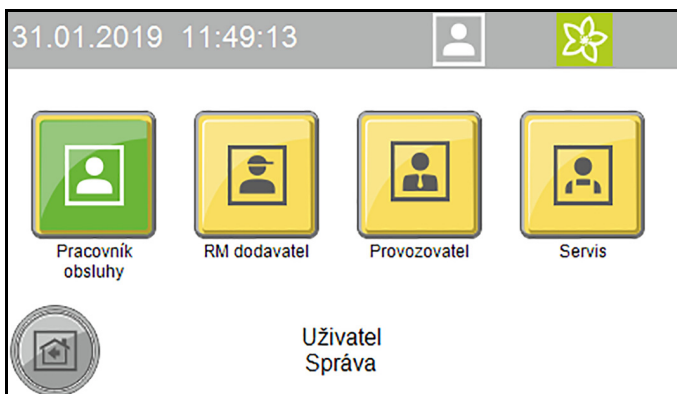 31.01.2019 11:49:13
Pracovník
obsluhy
RM dodavatel
Provozovatel
Servis
Uživatel
Správa